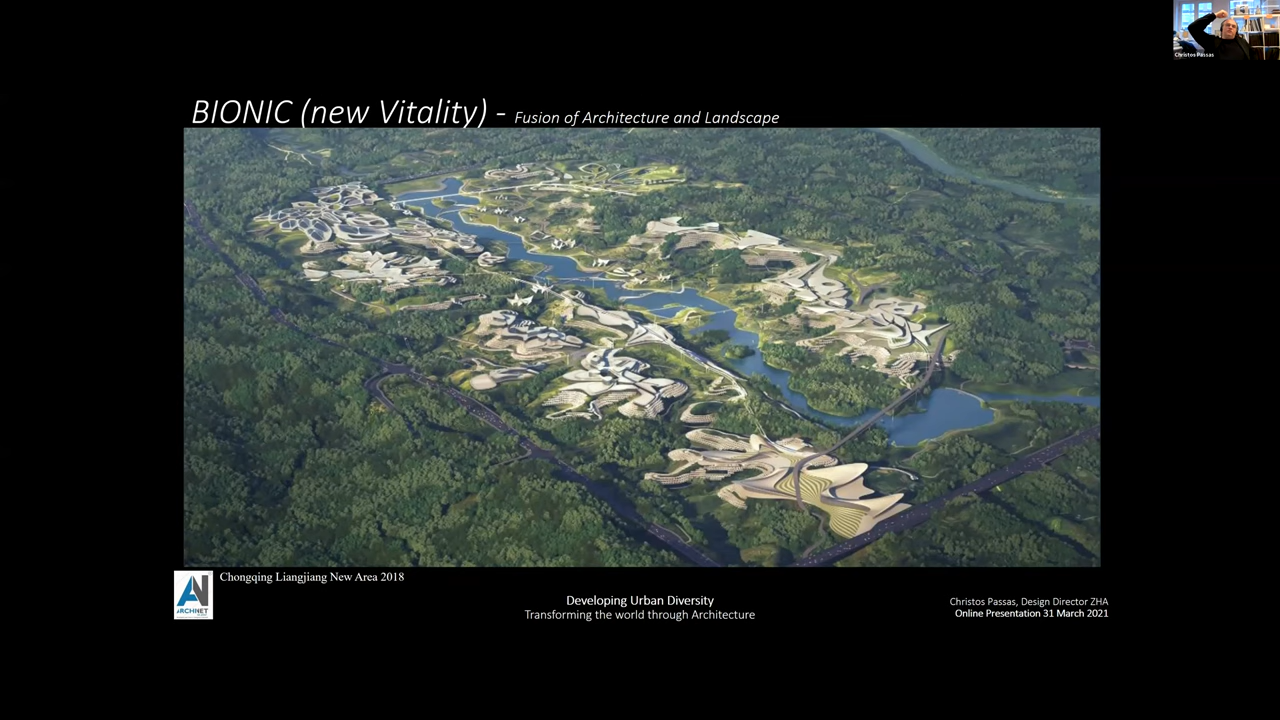 Christos Passas
BIONIC (new Vitality) - Fusion of Architecture and Landscape
Chongqing Liangjiang New Area 2018
ARCHNET
Developing Urban Diversity
Transforming the world through Architecture
Christos Passas, Design Director ZHA
Online Presentation 31 March 2021